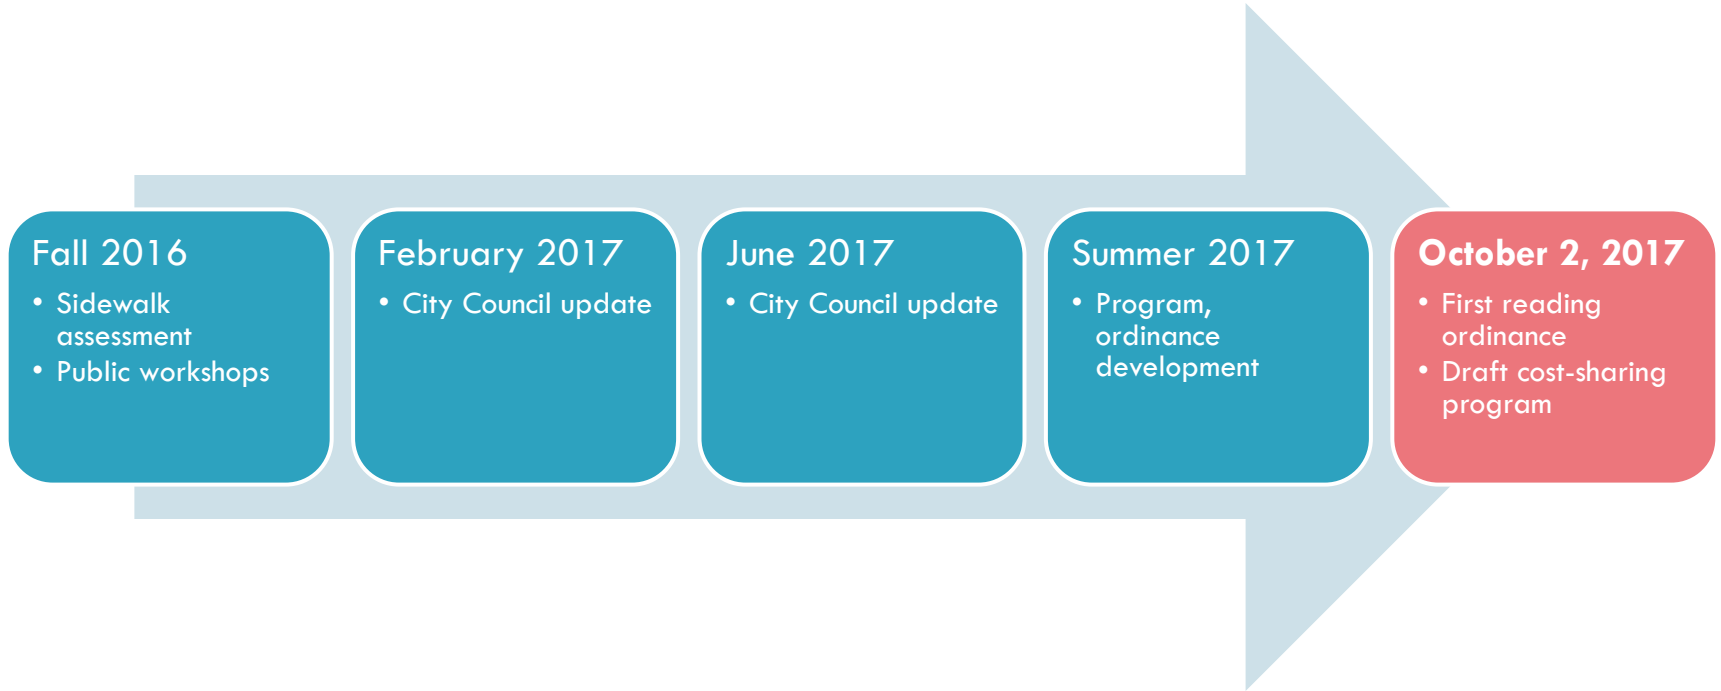 Fall 2016
• Sidewalk
assessment
• Public workshops
February 2017
• City Council update
June 2017
• City Council update
Summer 2017
• Program,
ordinance
development
October 2, 2017
• First reading
ordinance
• Draft cost-sharing
program